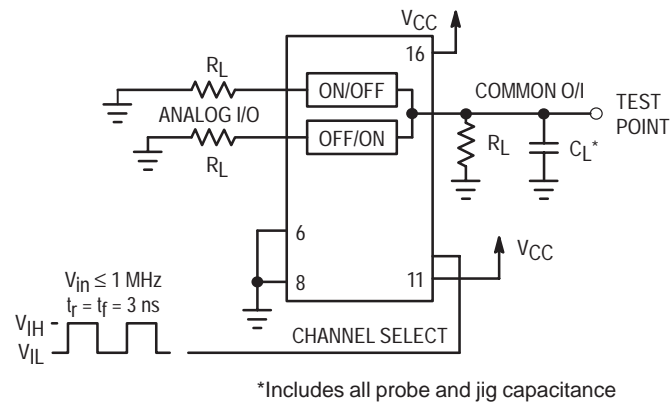 VCC
16
RL
ON/OFF
COMMON O/I
TEST
POINT
ANALOG I/O
OFF/ON
RL
RL
CL*
6
VCC
8
11
Vin ≤ 1 MHz
tr = tf = 3 ns
VIH
VIL
CHANNEL SELECT
*Includes all probe and jig capacitance